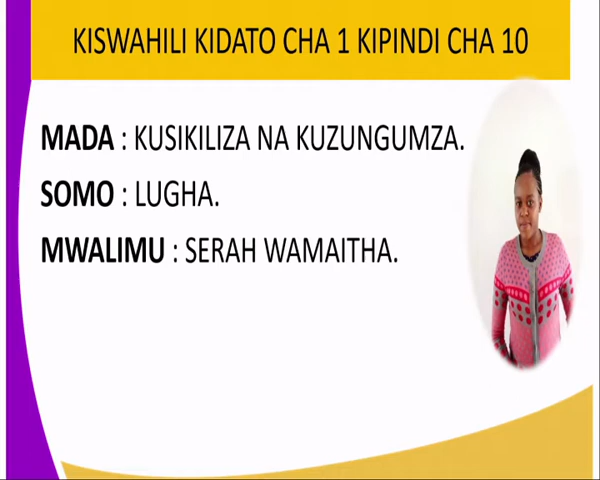 KISWAHILI KIDATO CHA 1 KIPINDI CHA 10
MADA : KUSIKILIZA NA KUZUNGUMZA.
SOMO : LUGHA.
MWALIMU : SERAH WAMAITHA.